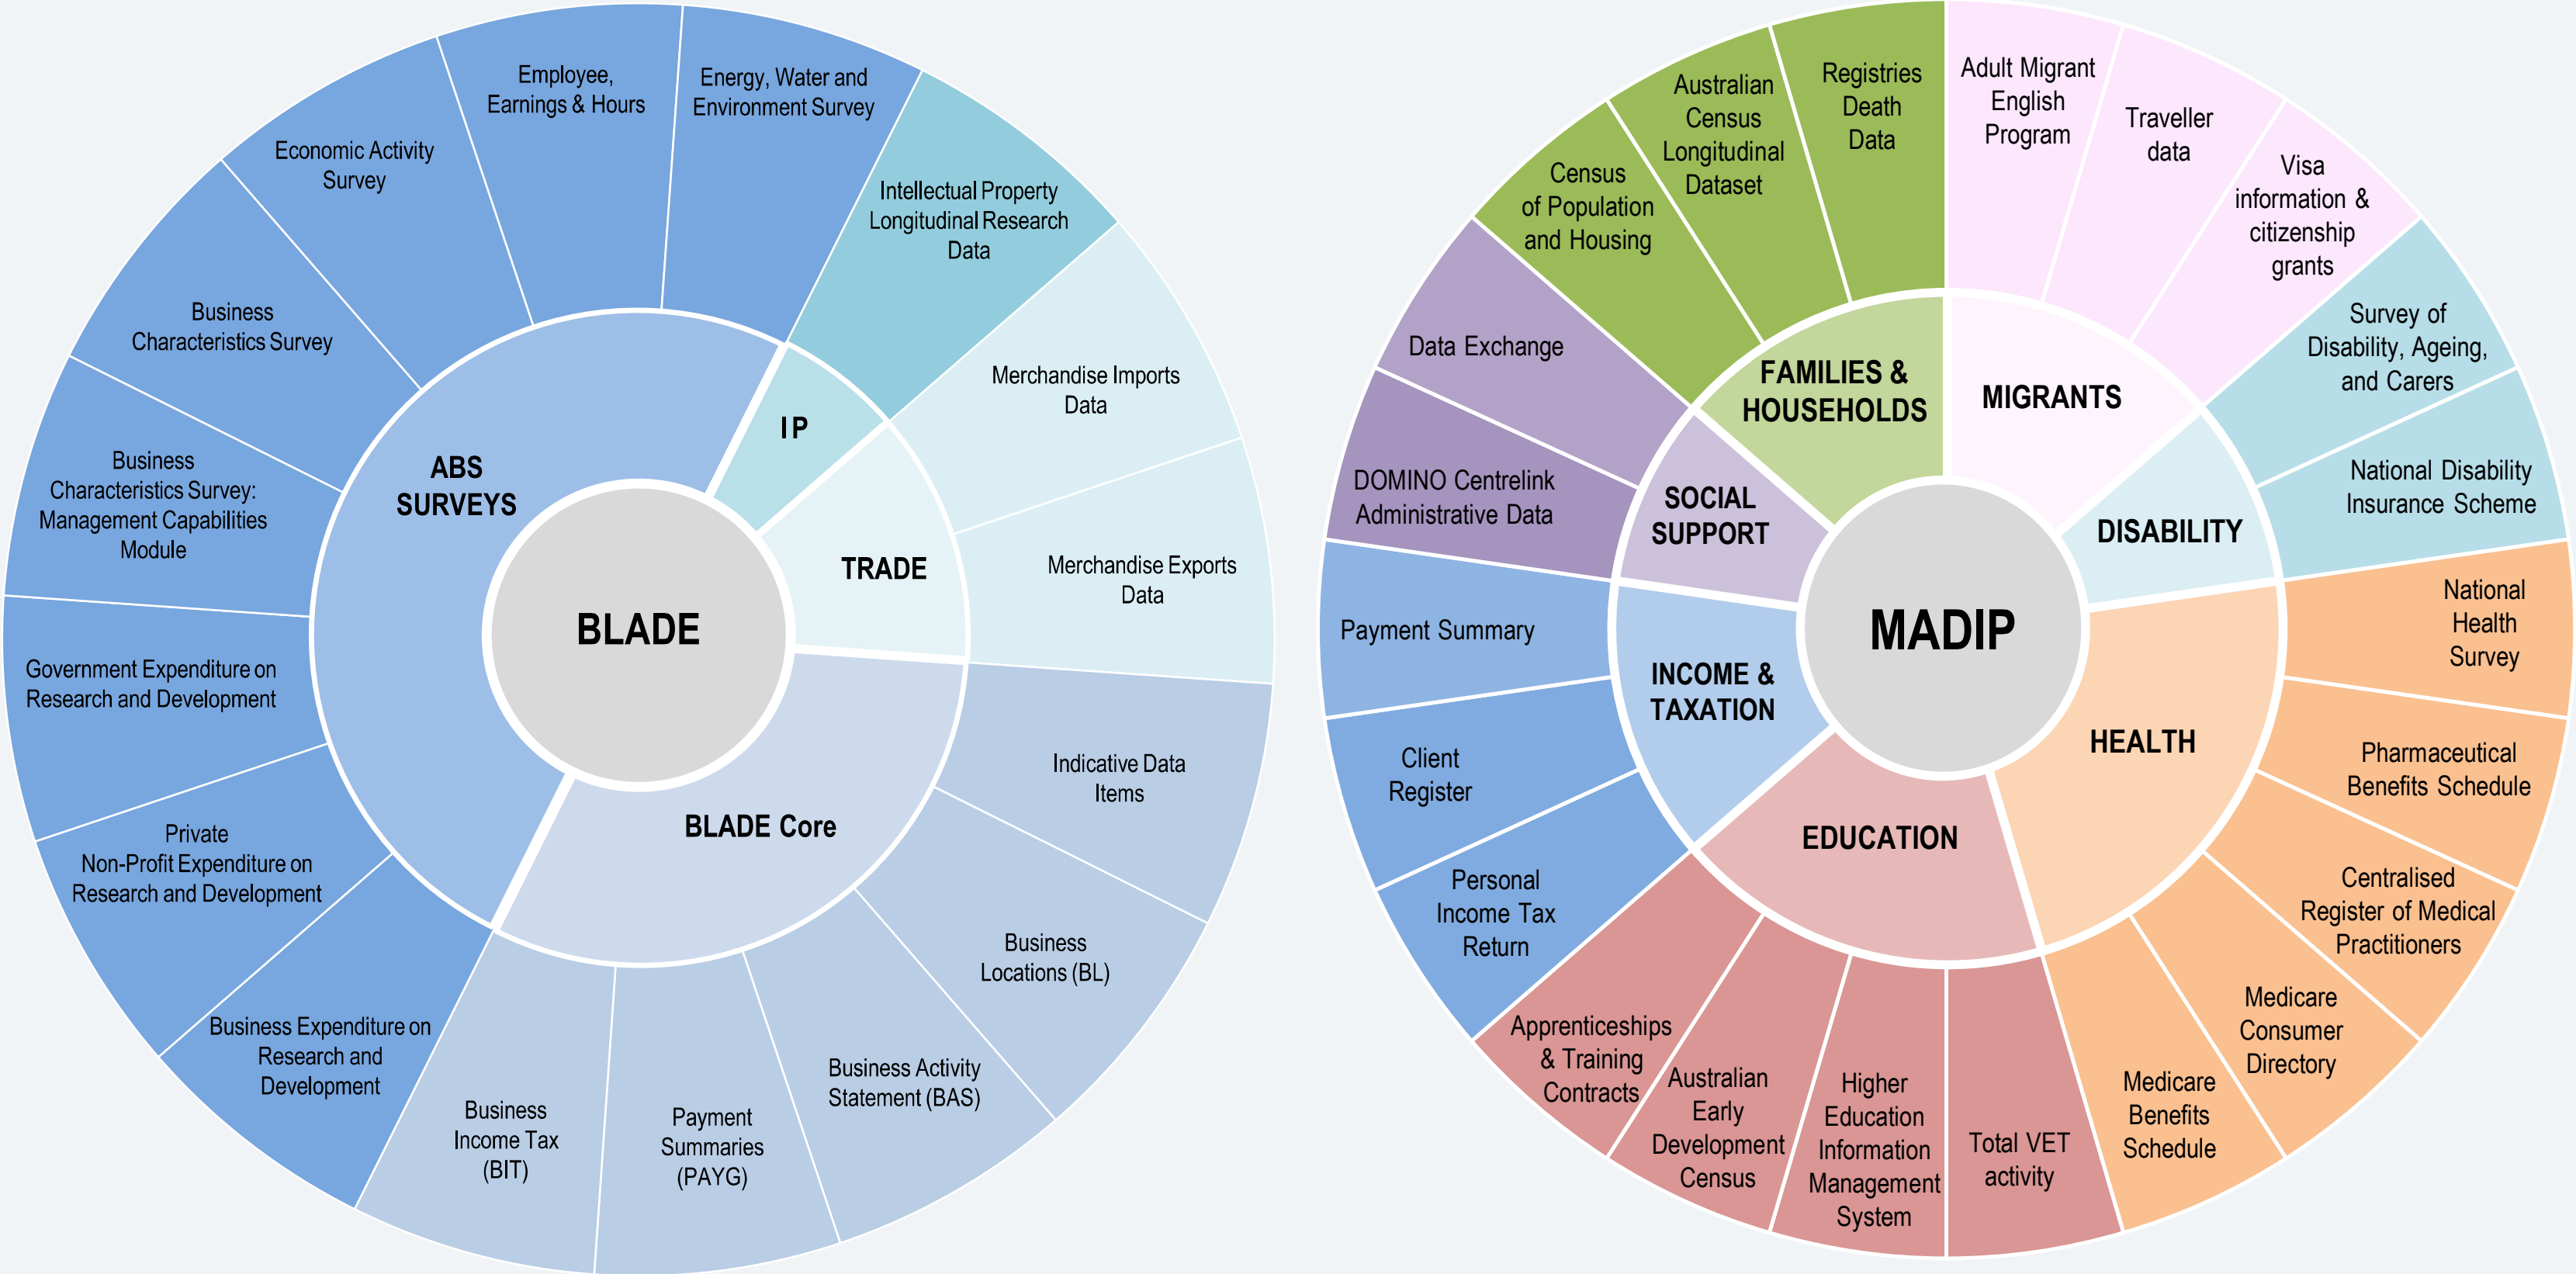 Employee,
Earnings & Hours
Energy, Water and
Environment Survey
Economic Activity
Survey
Intellectual Property
Longitudinal Research
Data
Business
Characteristics Survey
Merchandise Imports
Data
IP
Business
Characteristics Survey:
Management Capabilities
Module
ABS
SURVEYS
TRADE
Merchandise Exports
Data
BLADE
Government Expenditure on
Research and Development
Indicative Data
Items
BLADE Core
Private
Non-Profit Expenditure on
Research and Development
Business
Locations (BL)
Business Expenditure on
Research and
Development
Business Activity
Statement (BAS)
Business
Income Tax
(BIT)
Payment
Summaries
(PAYG)
Registries
Death
Data
Adult Migrant
English
Program
Australian
Census
Longitudinal
Dataset
Traveller
data
Census
of Population
and Housing
Visa
information &
citizenship
grants
Data Exchange
FAMILIES &
HOUSEHOLDS
MIGRANTS
Survey of
Disability, Ageing,
and Carers
DOMINO Centrelink
Administrative Data
SOCIAL
SUPPORT
DISABILITY
National Disability
Insurance Scheme
Payment Summary
MADIP
National
Health
Survey
INCOME &
TAXATION
HEALTH
Client
Register
Pharmaceutical
Benefits Schedule
EDUCATION
Personal
Income Tax
Return
Centralised
Register of Medical
Practitioners
Apprenticeships
& Training
Contracts
Medicare
Consumer
Directory
Australian
Early
Development
Census
Higher
Education
Information
Management
System
Total VET
activity
Medicare
Benefits
Schedule